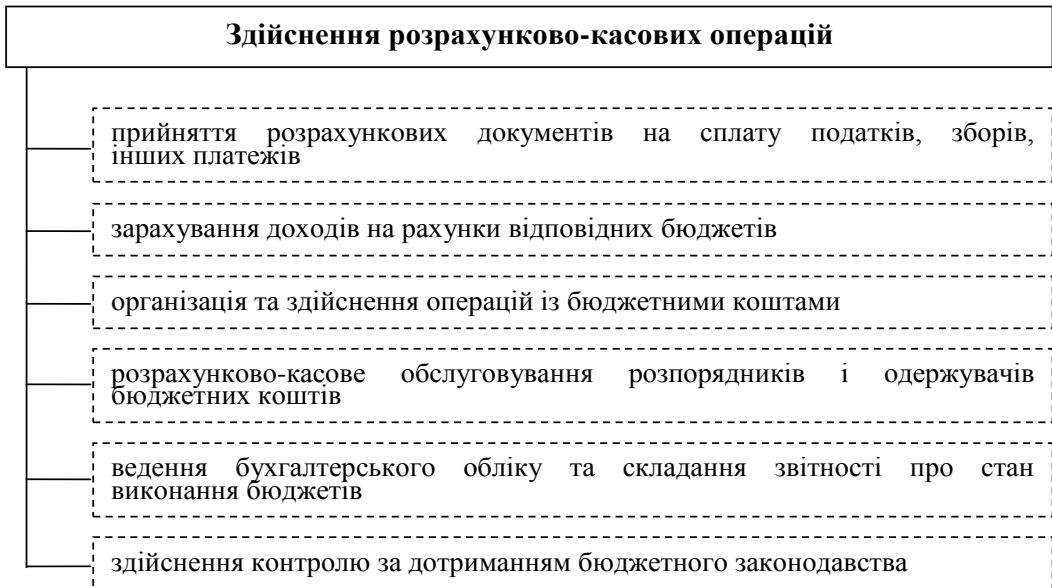 Здійснення розрахунково-касових операцій
прийняття розрахункових документів на сплату податків, зборів,
інших платежів
зарахування доходів на рахунки відповідних бюджетів
організація та здійснення операцій із бюджетними коштами
розрахунково-касове обслуговування розпорядників і одержувачів
бюджетних коштів
ведення бухгалтерського обліку та складання звітності про стан
виконання бюджетів
здійснення контролю за дотриманням бюджетного законодавства